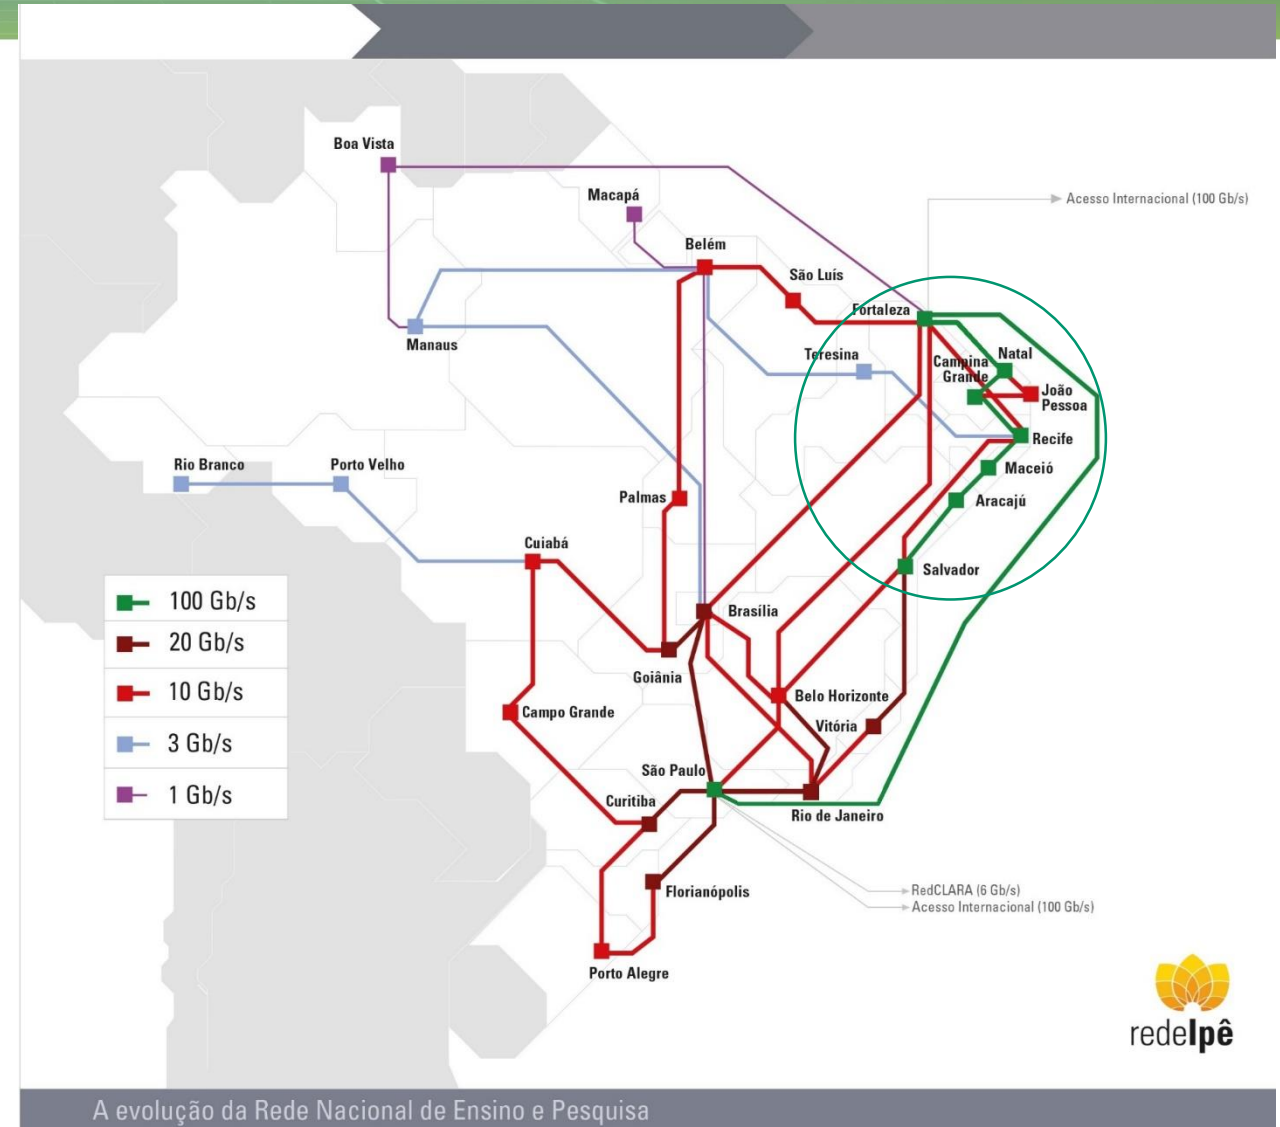 Boa Vista
Macapá
Acesso Internacional (100 Gb/s)
Belém
São Luís
Fortaleza
Manaus
Teresina
Natal
Campina
Grande
João
Pessoa
Recife
Rio Branco
Porto Velho
Maceió
Palmas
Aracajú
Cuiabá
Salvador
100 Gb/s
Brasília
20 Gb/s
Goiânia
10 Gb/s
Belo Horizonte
Campo Grande
Vitória
3 Gb/s
São Paulo
1 Gb/s
Curitiba
Rio de Janeiro
Florianópolis
RedCLARA (6 Gb/s)
Acesso Internacional (100 Gb/s)
Porto Alegre
redeIpê
A evolução da Rede Nacional de Ensino e Pesquisa